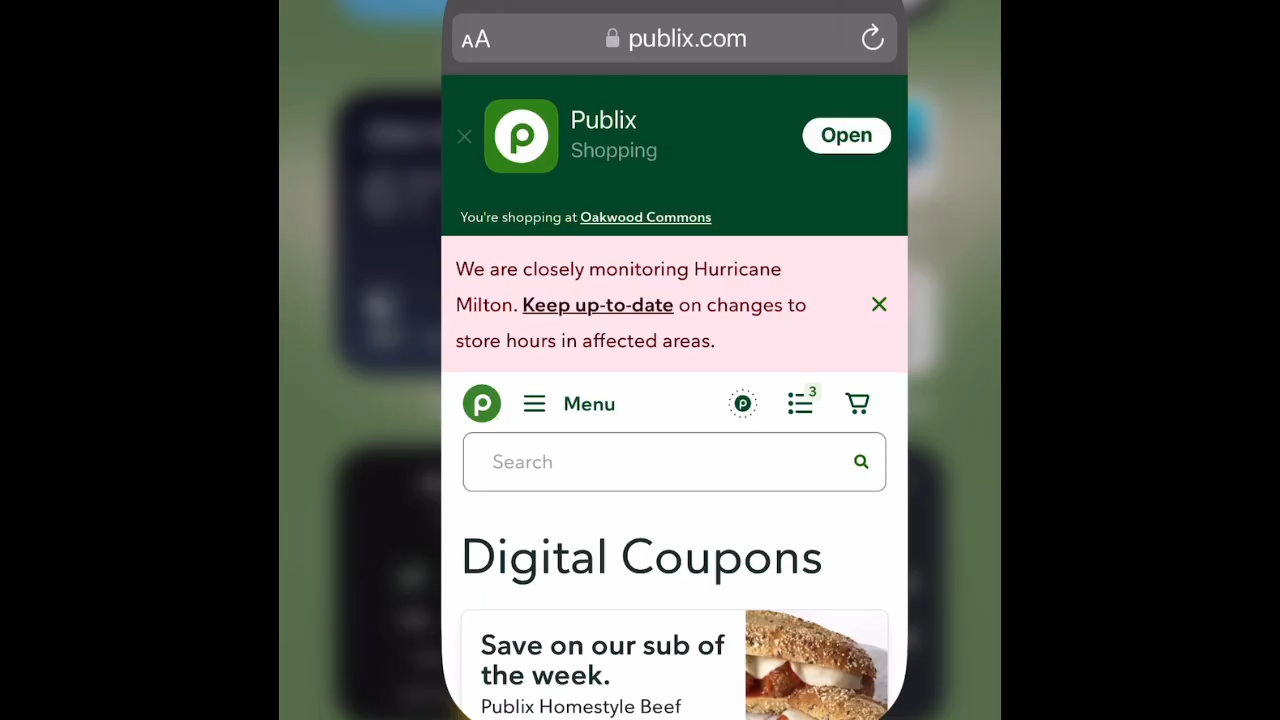 AA publix.com
Publix
Shopping
Open
You're shopping at Oakwood Commons
We are closely monitoring Hurricane
Milton. Keep up-to-date on changes to
store hours in affected areas.
Menu
3
Search
Digital Coupons
Save on our sub of
the week.
Publix Homestyle Beef